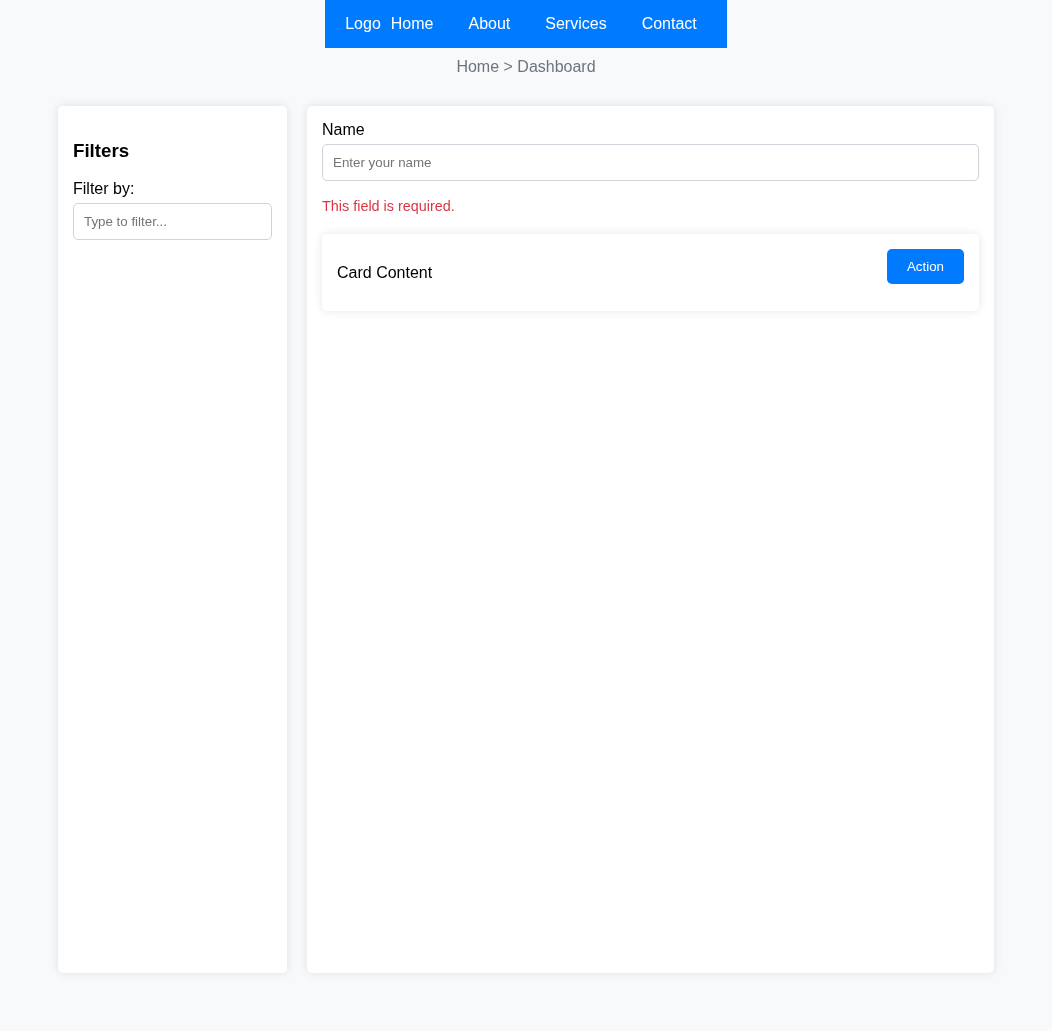 Logo Home About Services Contact
Home > Dashboard
Filters
Filter by:
Type to filter...
Name
Enter your name
This field is required.
Card Content
Action